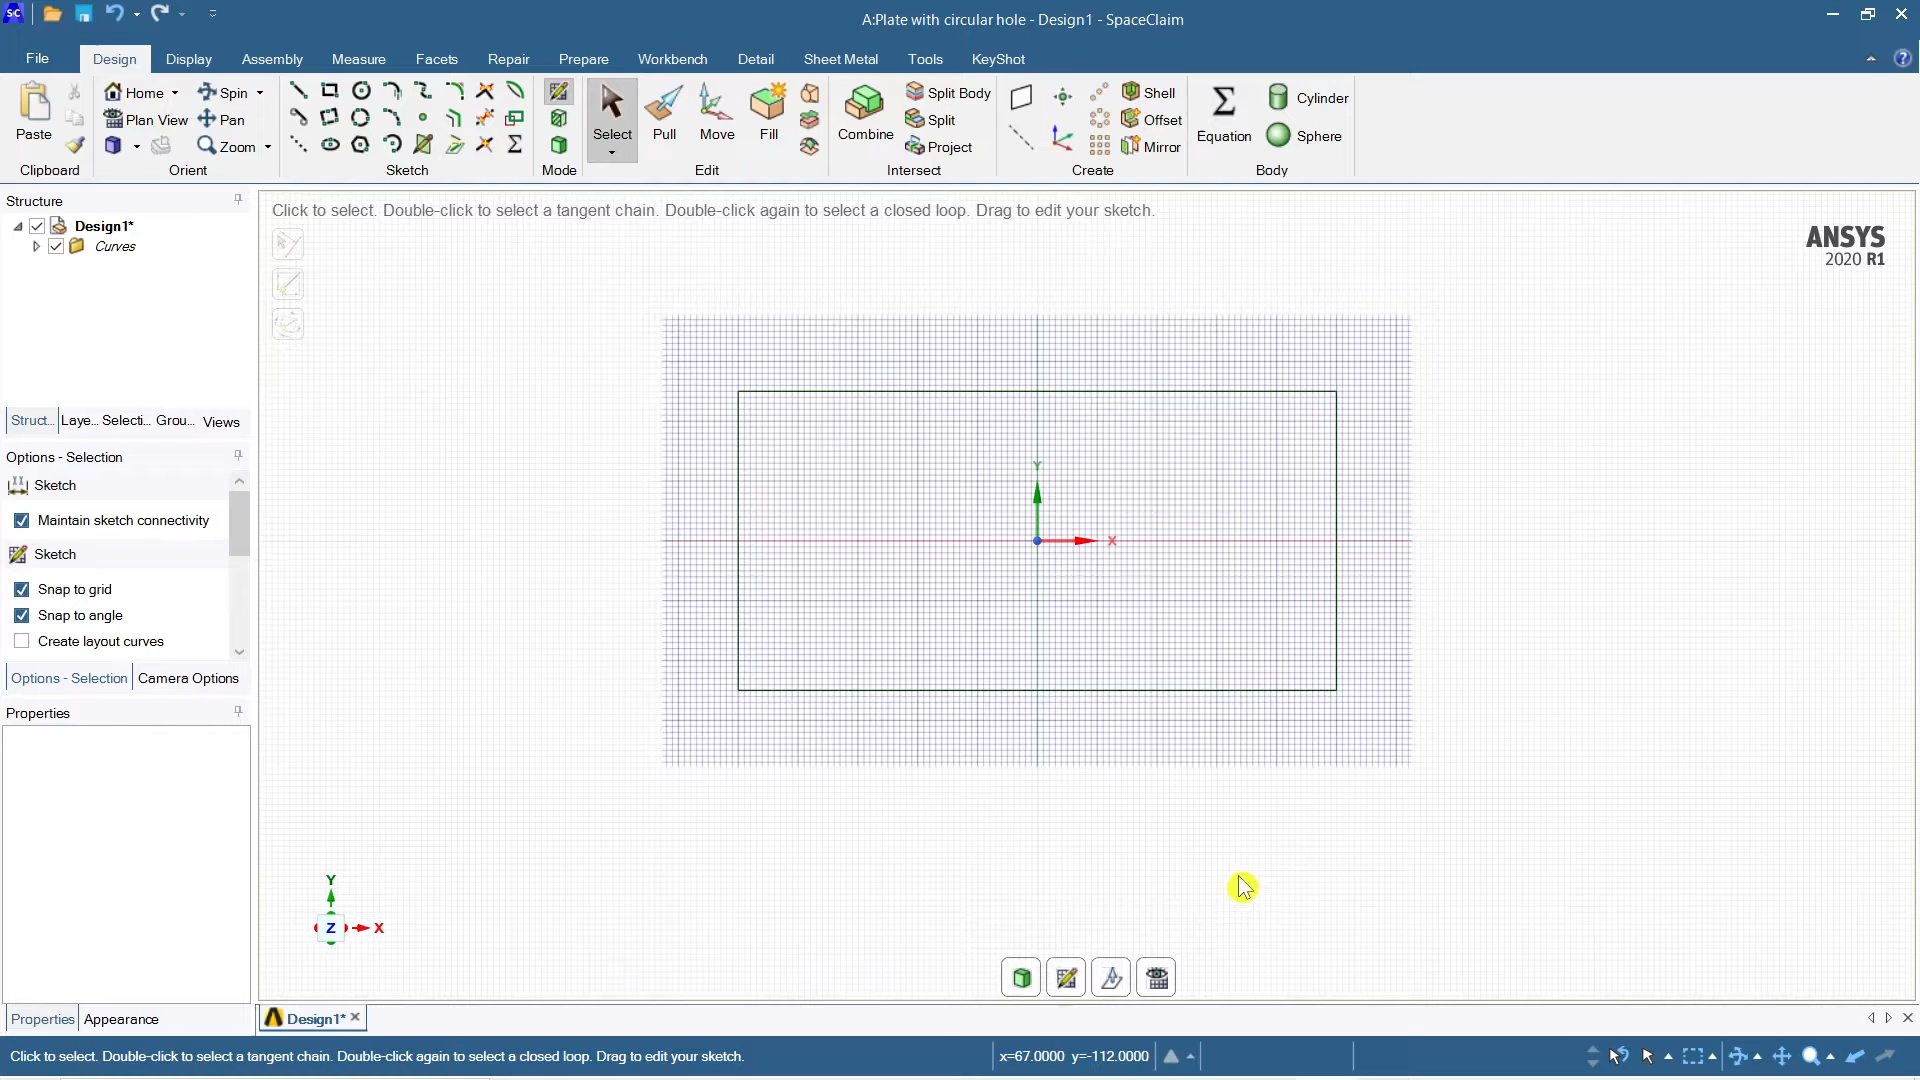 SC
A:Plate with circular hole - Design1 - SpaceClaim
File Design Display Assembly Measure Facets Repair Prepare Workbench Detail Sheet Metal Tools KeyShot
Paste
Clipboard
Home Spin
Plan View Pan
Zoom
Orient
Sketch
Mode
Select Pull Move Fill
Edit
Combine Split Body
Split
Project
Intersect
Shell
Offset
Mirror
Create
Equation Cylinder
Sphere
Body
Structure
Design1*
Curves
Struct... Laye... Selecti... Grou... Views
Options - Selection
Sketch
Maintain sketch connectivity
Sketch
Snap to grid
Snap to angle
Create layout curves
Options - Selection Camera Options
Properties
Properties Appearance
Click to select. Double-click to select a tangent chain. Double-click again to select a closed loop. Drag to edit your sketch.
ANSYS
2020 R1
Y
X
Y
Z X
Design1*
Click to select. Double-click to select a tangent chain. Double-click again to select a closed loop. Drag to edit your sketch.
x=67.0000 y=-112.0000